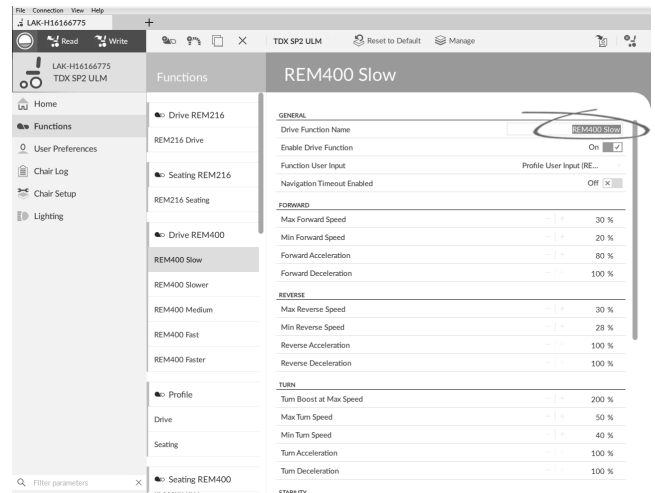 File Connection View Help
LAK-H16166775 +
Read Write TDX SP2 ULM Reset to Default Manage
LAK-H16166775
TDX SP2 ULM
Functions
REM400 Slow
Home
Functions
User Preferences
Chair Log
Chair Setup
Lighting
Filter parameters
Drive REM216
REM216 Drive
Seating REM216
REM216 Seating
Drive REM400
REM400 Slow
REM400 Slower
REM400 Medium
REM400 Fast
REM400 Faster
Profile
Drive
Seating
Seating REM400
GENERAL
Drive Function Name REM400 Slow
Enable Drive Function On
Function User Input Profile User Input (RE...
Navigation Timeout Enabled Off
FORWARD
Max Forward Speed − + 30 %
Min Forward Speed − + 20 %
Forward Acceleration − + 80 %
Forward Deceleration − + 100 %
REVERSE
Max Reverse Speed − + 30 %
Min Reverse Speed − + 28 %
Reverse Acceleration − + 100 %
Reverse Deceleration − + 100 %
TURN
Turn Boost at Max Speed − + 200 %
Max Turn Speed − + 50 %
Min Turn Speed − + 40 %
Turn Acceleration − + 100 %
Turn Deceleration − + 100 %
STABILITY